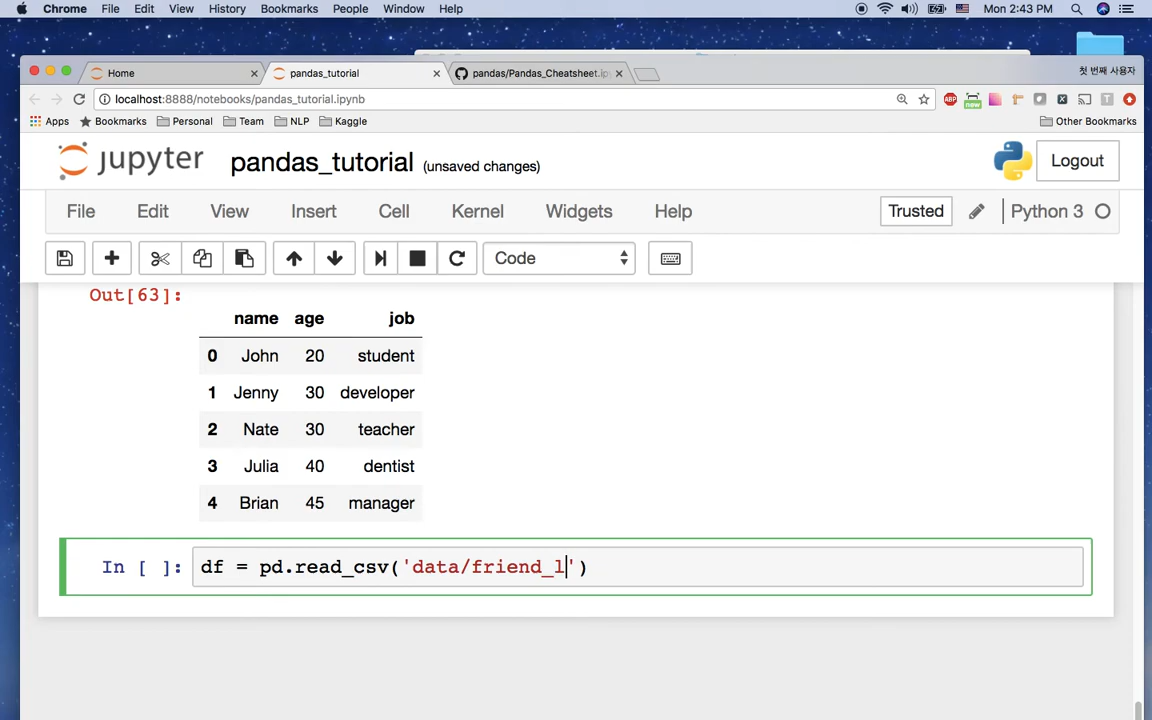 Chrome File Edit View History Bookmarks People Window Help Mon 2:43 PM
Home pandas_tutorial pandas/Pandas_Cheatsheet.ip 첫 번째 사용자
localhost:8888/notebooks/pandas_tutorial.ipynb ABP new
Apps Bookmarks Personal Team NLP Kaggle Other Bookmarks
jupyter pandas_tutorial (unsaved changes) Logout
File Edit View Insert Cell Kernel Widgets Help Trusted Python 3
Code
Out[63]:
name age job
0 John 20 student
1 Jenny 30 developer
2 Nate 30 teacher
3 Julia 40 dentist
4 Brian 45 manager
In [ ]: df = pd.read_csv('data/friend_l')